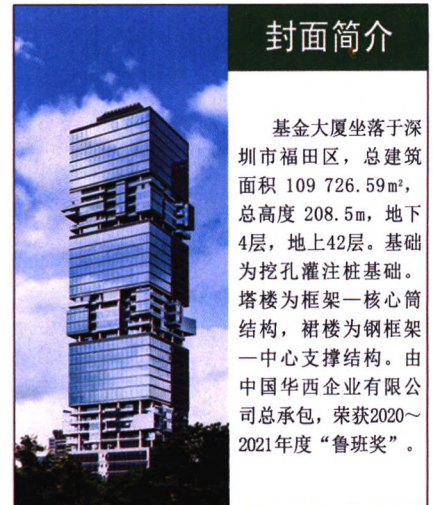 封面简介
基金大厦坐落于深
圳市福田区，总建筑
面积 109 726.59m²，
总高度 208.5m，地下
4层，地上42层。基础
为挖孔灌注桩基础。
塔楼为框架—核心筒
结构，裙楼为钢框架
—中心支撑结构。由
中国华西企业有限公
司总承包，荣获2020～
2021年度“鲁班奖”。